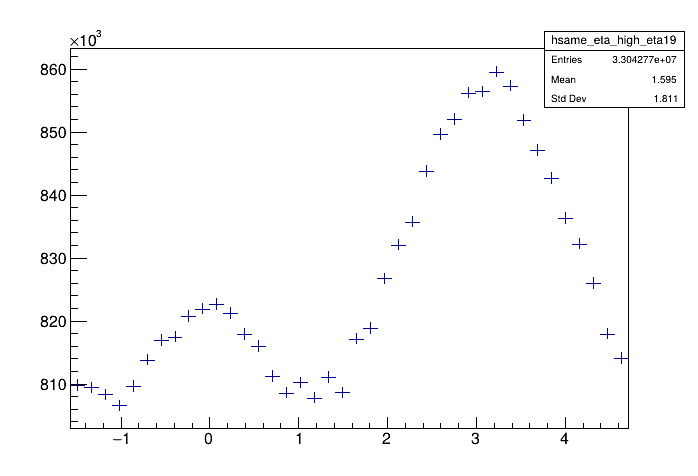 ×10³
hsame_eta_high_eta19
Entries 3.304277e+07
Mean 1.595
Std Dev 1.811
860
850
840
830
820
810
−1 0 1 2 3 4